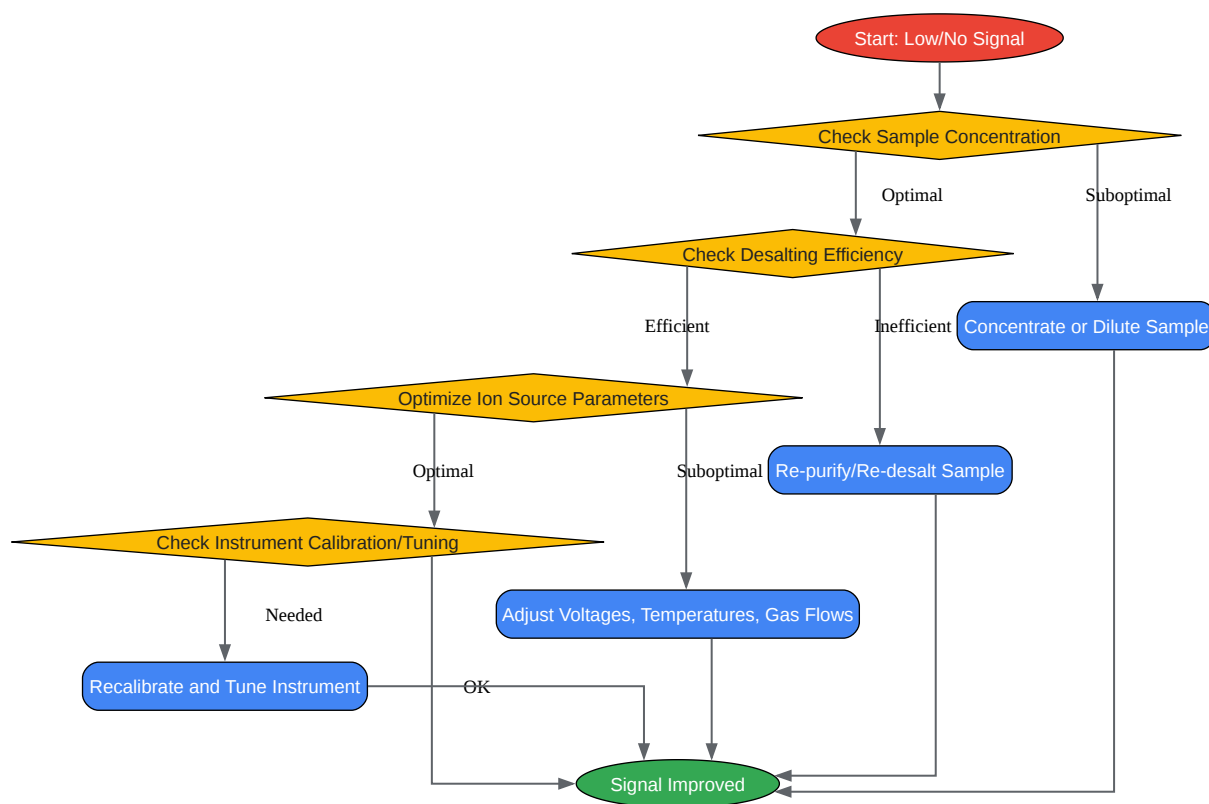 Start: Low/No Signal
Check Sample Concentration
Optimal
Suboptimal
Check Desalting Efficiency
Efficient
Inefficient
Concentrate or Dilute Sample
Optimize Ion Source Parameters
Optimal
Suboptimal
Re-purify/Re-desalt Sample
Check Instrument Calibration/Tuning
Needed
Adjust Voltages, Temperatures, Gas Flows
Recalibrate and Tune Instrument
OK
Signal Improved